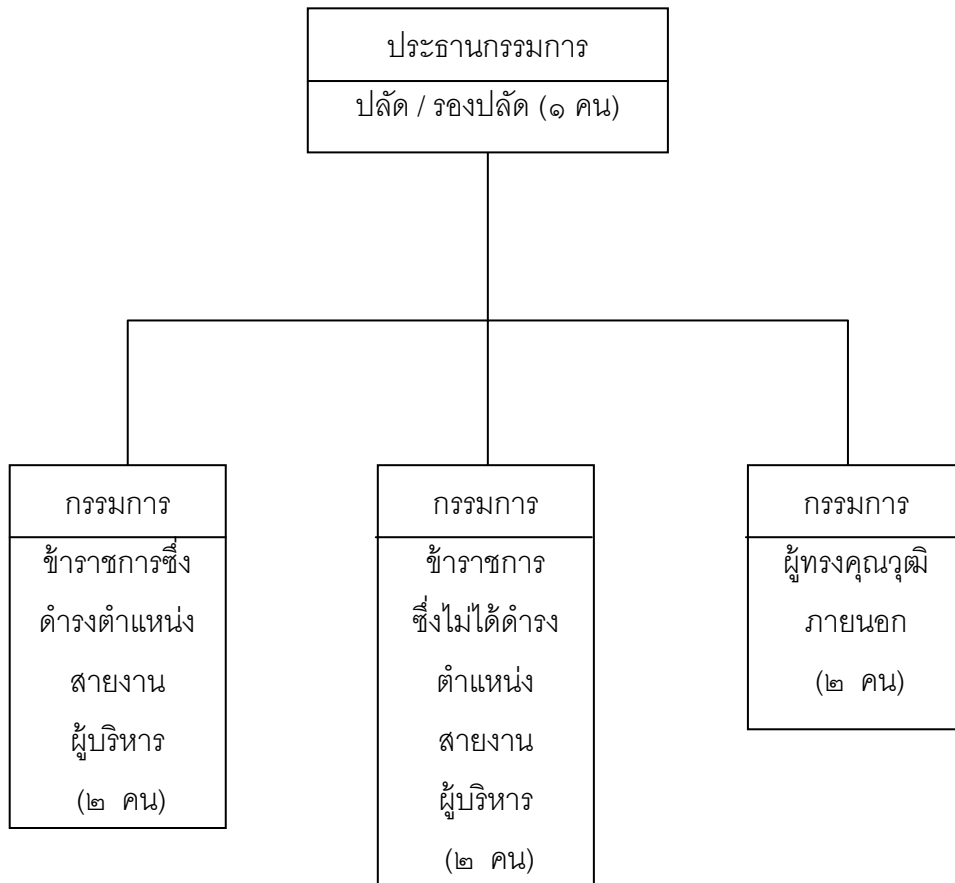 ประธานกรรมการ
ปลัด / รองปลัด (๑ คน)
กรรมการ
ข้าราชการซึ่ง
ดำรงตำแหน่ง
สายงาน
ผู้บริหาร
(๒ คน)
กรรมการ
ข้าราชการ
ซึ่งไม่ได้ดำรง
ตำแหน่ง
สายงาน
ผู้บริหาร
(๒ คน)
กรรมการ
ผู้ทรงคุณวุฒิ
ภายนอก
(๒ คน)